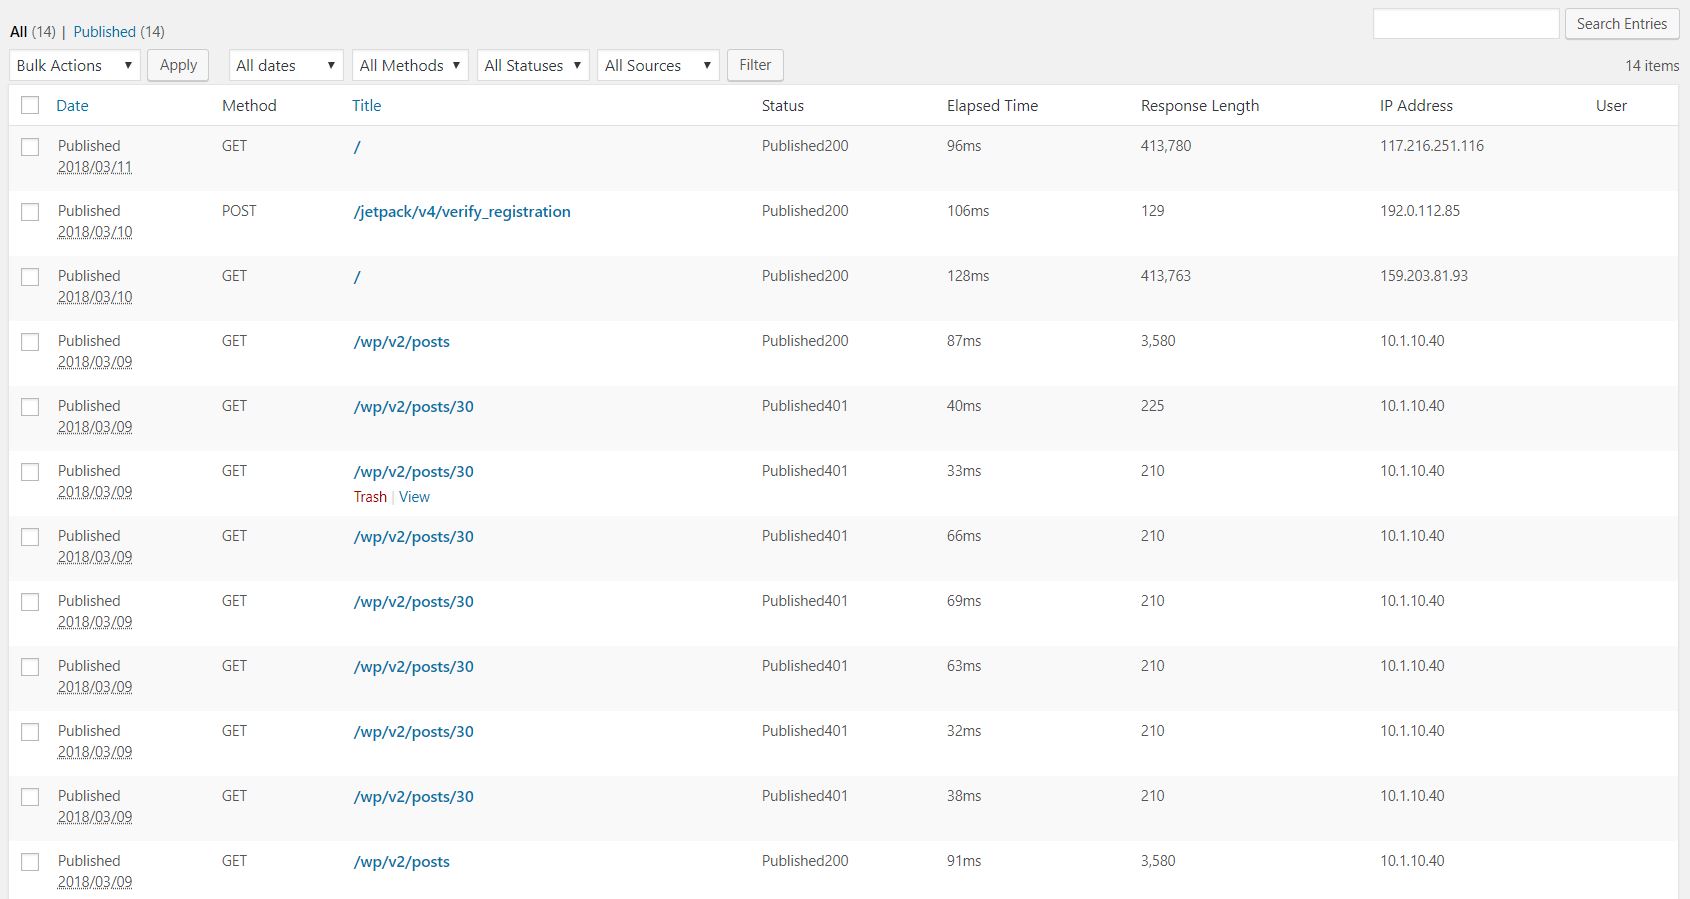 All (14) | Published (14)
Search Entries
Bulk Actions Apply All dates All Methods All Statuses All Sources Filter 14 items
Date Method Title Status Elapsed Time Response Length IP Address User
Published GET / Published200 96ms 413,780 117.216.251.116
2018/03/11
Published POST /jetpack/v4/verify_registration Published200 106ms 129 192.0.112.85
2018/03/10
Published GET / Published200 128ms 413,763 159.203.81.93
2018/03/10
Published GET /wp/v2/posts Published200 87ms 3,580 10.1.10.40
2018/03/09
Published GET /wp/v2/posts/30 Published401 40ms 225 10.1.10.40
2018/03/09
Published GET /wp/v2/posts/30 Published401 33ms 210 10.1.10.40
2018/03/09 Trash | View
Published GET /wp/v2/posts/30 Published401 66ms 210 10.1.10.40
2018/03/09
Published GET /wp/v2/posts/30 Published401 69ms 210 10.1.10.40
2018/03/09
Published GET /wp/v2/posts/30 Published401 63ms 210 10.1.10.40
2018/03/09
Published GET /wp/v2/posts/30 Published401 32ms 210 10.1.10.40
2018/03/09
Published GET /wp/v2/posts/30 Published401 38ms 210 10.1.10.40
2018/03/09
Published GET /wp/v2/posts Published200 91ms 3,580 10.1.10.40
2018/03/09